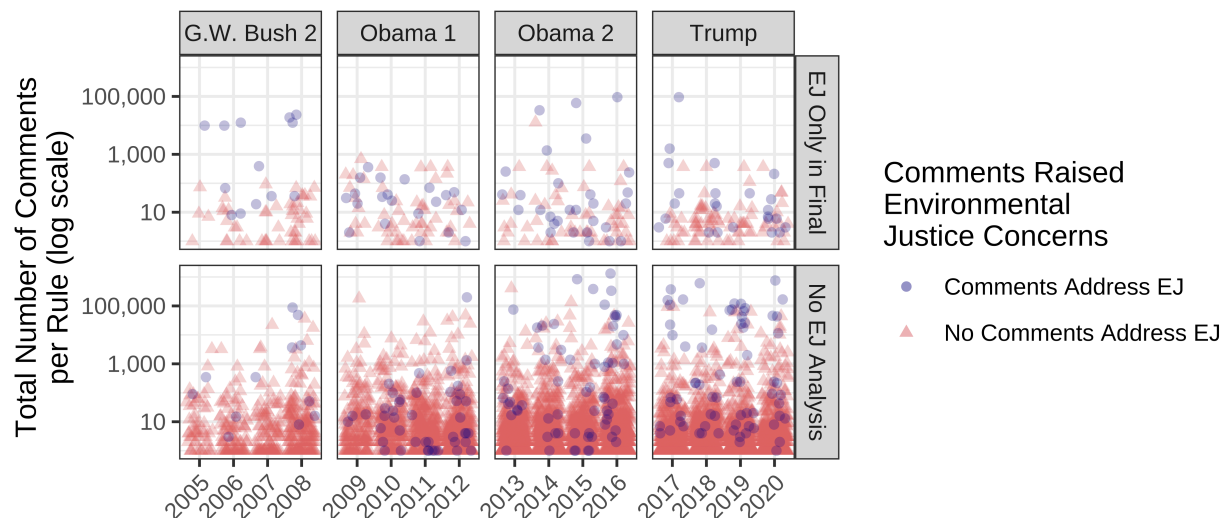 G.W. Bush 2
Obama 1
Obama 2
Trump
Total Number of Comments
per Rule (log scale)
100,000
1,000
10
EJ Only in Final
100,000
1,000
10
No EJ Analysis
2005
2006
2007
2008
2009
2010
2011
2012
2013
2014
2015
2016
2017
2018
2019
2020
Comments Raised
Environmental
Justice Concerns
Comments Address EJ
No Comments Address EJ